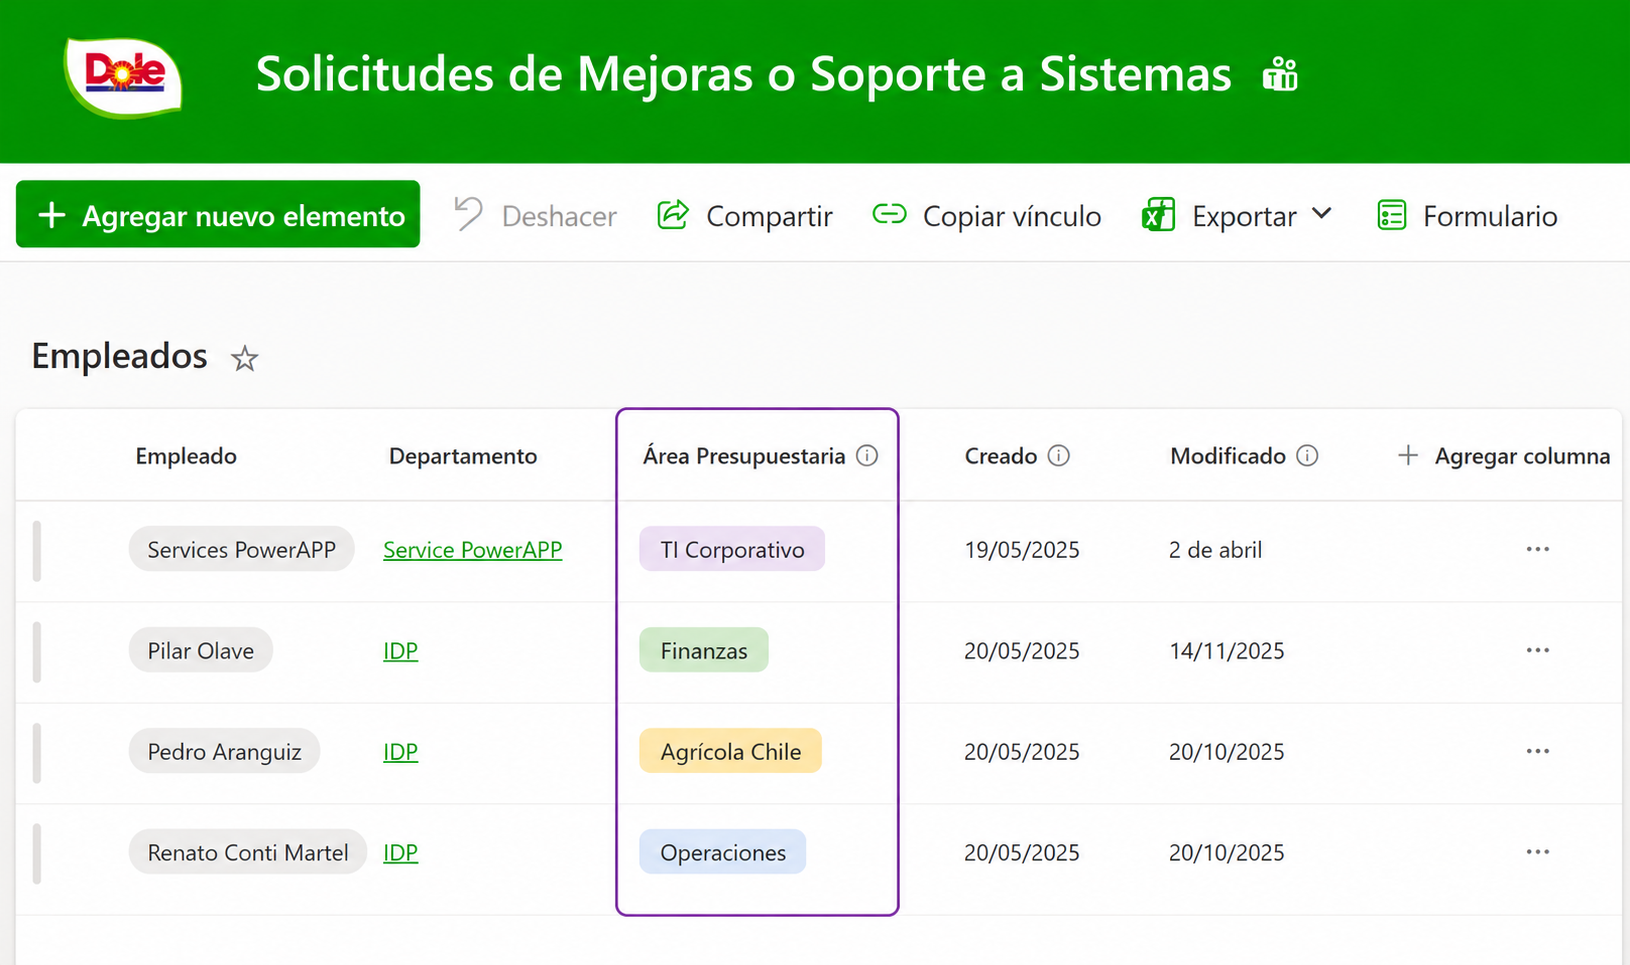 Dole
Solicitudes de Mejoras o Soporte a Sistemas
Agregar nuevo elemento Deshacer Compartir Copiar vínculo Exportar Formulario
Empleados
Empleado Departamento Área Presupuestaria Creado Modificado Agregar columna
Services PowerAPP Service PowerAPP TI Corporativo 19/05/2025 2 de abril
Pilar Olave IDP Finanzas 20/05/2025 14/11/2025
Pedro Aranguiz IDP Agrícola Chile 20/05/2025 20/10/2025
Renato Conti Martel IDP Operaciones 20/05/2025 20/10/2025